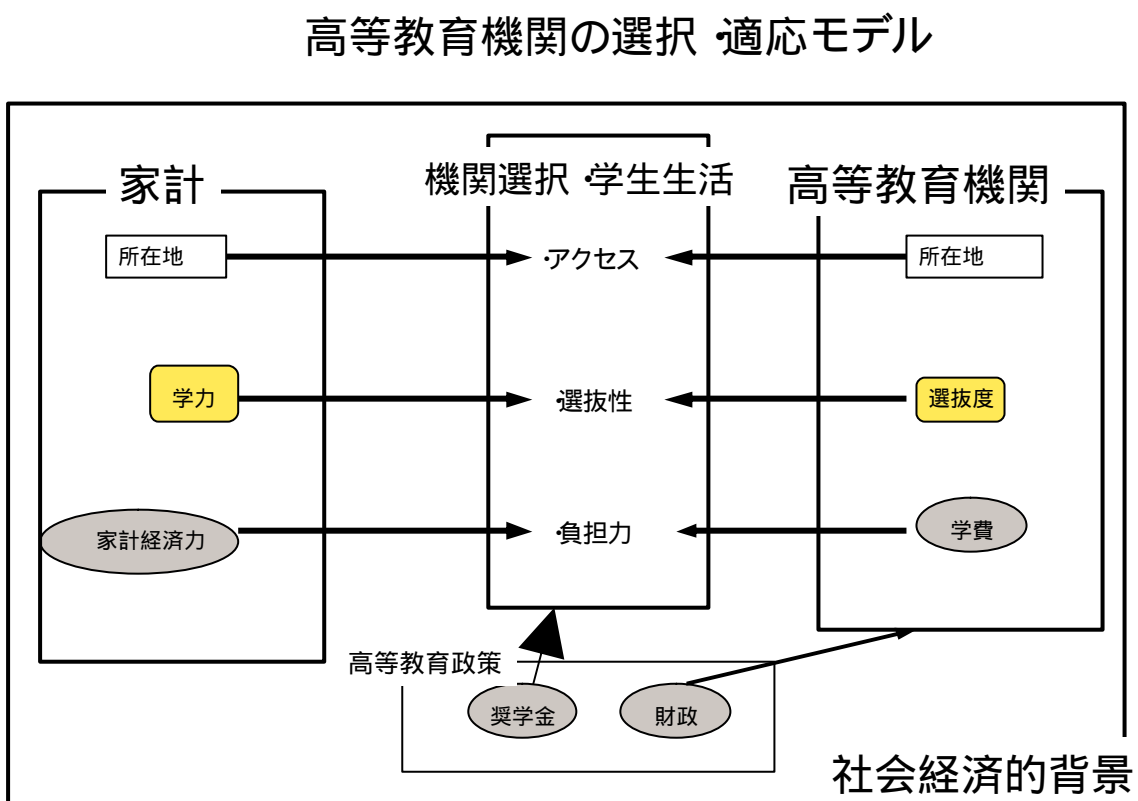 高等教育機関の選択・適応モデル
家計
機関選択・学生生活
高等教育機関
所在地
・アクセス
所在地
学力
・選抜性
選抜度
家計経済力
・負担力
学費
高等教育政策
奨学金
財政
社会経済的背景